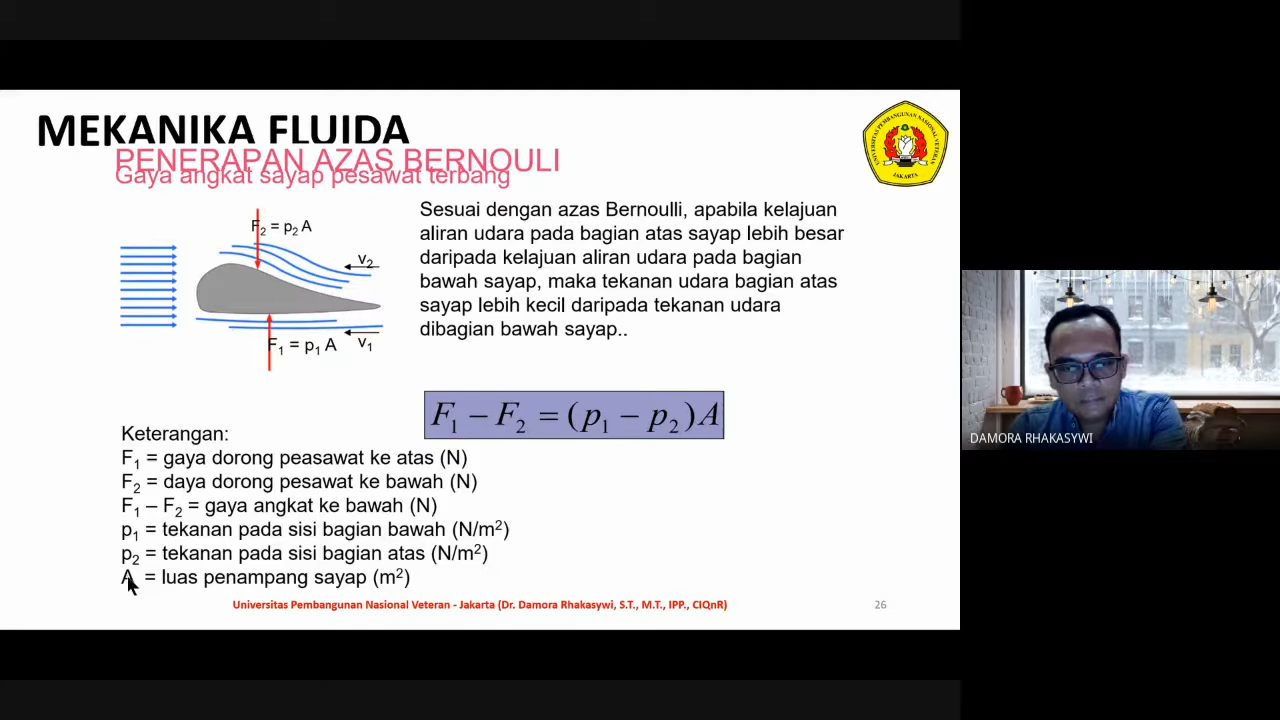 MEKANIKA FLUIDA
PENERAPAN AZAS BERNOULI
Gaya angkat sayap pesawat terbang
UNIVERSITAS PEMBANGUNAN NASIONAL VETERAN
JAKARTA
F₂ = p₂ A
v₂
F₁ = p₁ A
v₁
Sesuai dengan azas Bernoulli, apabila kelajuan
aliran udara pada bagian atas sayap lebih besar
daripada kelajuan aliran udara pada bagian
bawah sayap, maka tekanan udara bagian atas
sayap lebih kecil daripada tekanan udara
dibagian bawah sayap..
F₁ − F₂ = (p₁ − p₂)A
Keterangan:
F₁ = gaya dorong peasawat ke atas (N)
F₂ = daya dorong pesawat ke bawah (N)
F₁ – F₂ = gaya angkat ke bawah (N)
p₁ = tekanan pada sisi bagian bawah (N/m²)
p₂ = tekanan pada sisi bagian atas (N/m²)
A = luas penampang sayap (m²)
Universitas Pembangunan Nasional Veteran - Jakarta (Dr. Damora Rhakasywi, S.T., M.T., IPP., CIQnR)
26
DAMORA RHAKASYWI